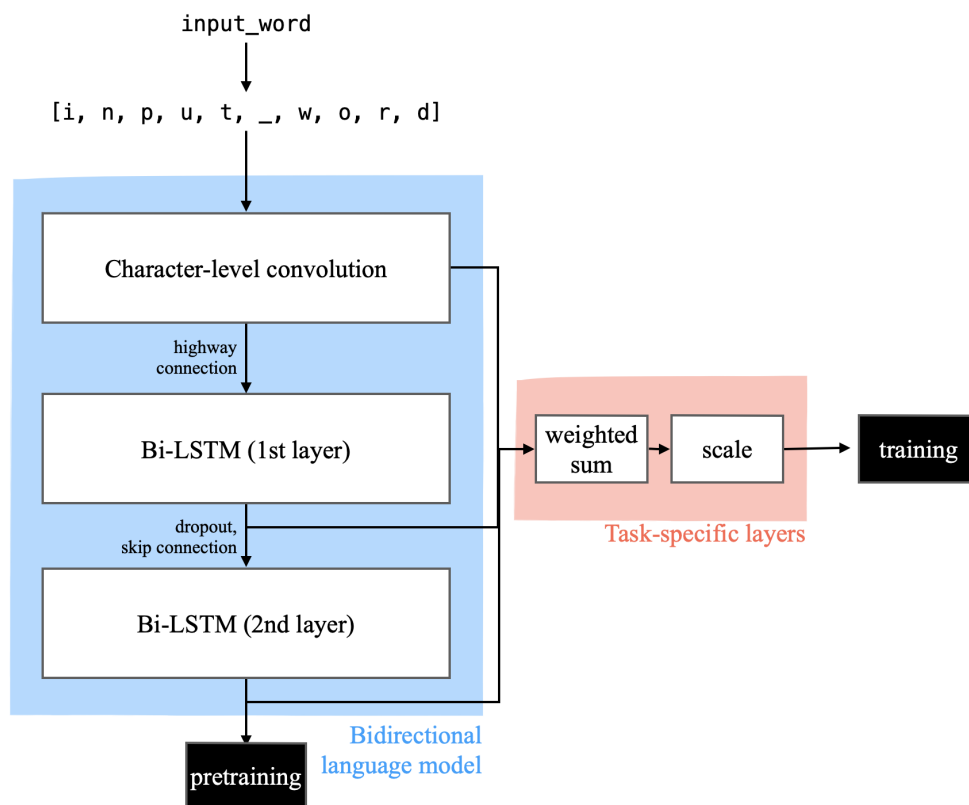 input_word
[i, n, p, u, t, _, w, o, r, d]
Character-level convolution
highway
connection
Bi-LSTM (1st layer)
dropout,
skip connection
Bi-LSTM (2nd layer)
Bidirectional
language model
pretraining
weighted
sum
scale
Task-specific layers
training